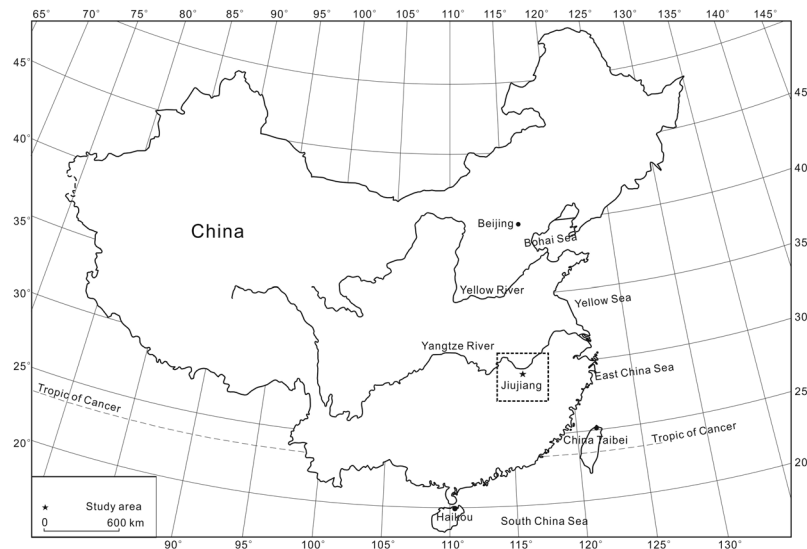 65° 70° 75° 80° 85° 90° 95° 100° 105° 110° 115° 120° 125° 130° 135° 140° 145°
45°
45
40°
40
Beijing
China
35°
Bohai Sea
35
30°
Yellow River
Yellow Sea
30
Yangtze River
25°
East China Sea
Jiujiang
25
Tropic of Cancer
Tropic of Cancer
20°
China Taibei
20
Study area
0 600 km
Haikou
South China Sea
90° 95° 100° 105° 110° 115° 120° 125° 130°